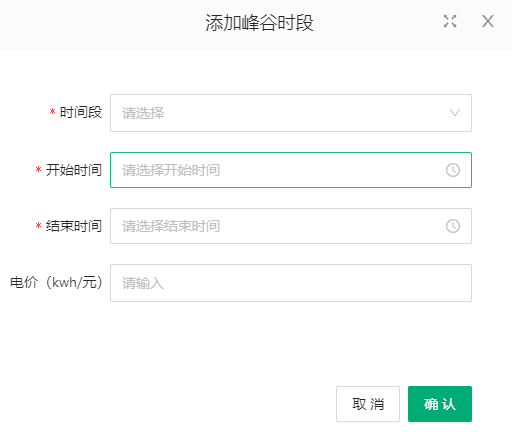 添加峰谷时段
* 时间段 请选择
* 开始时间 请选择开始时间
* 结束时间 请选择结束时间
电价（kwh/元） 请输入
取 消 确 认